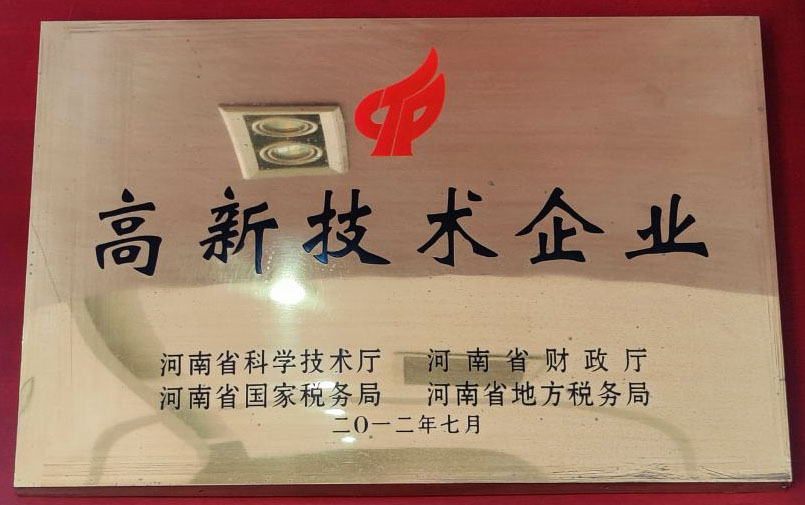 高新技术企业
河南省科学技术厅 河南省财政厅
河南省国家税务局 河南省地方税务局
二〇一二年七月